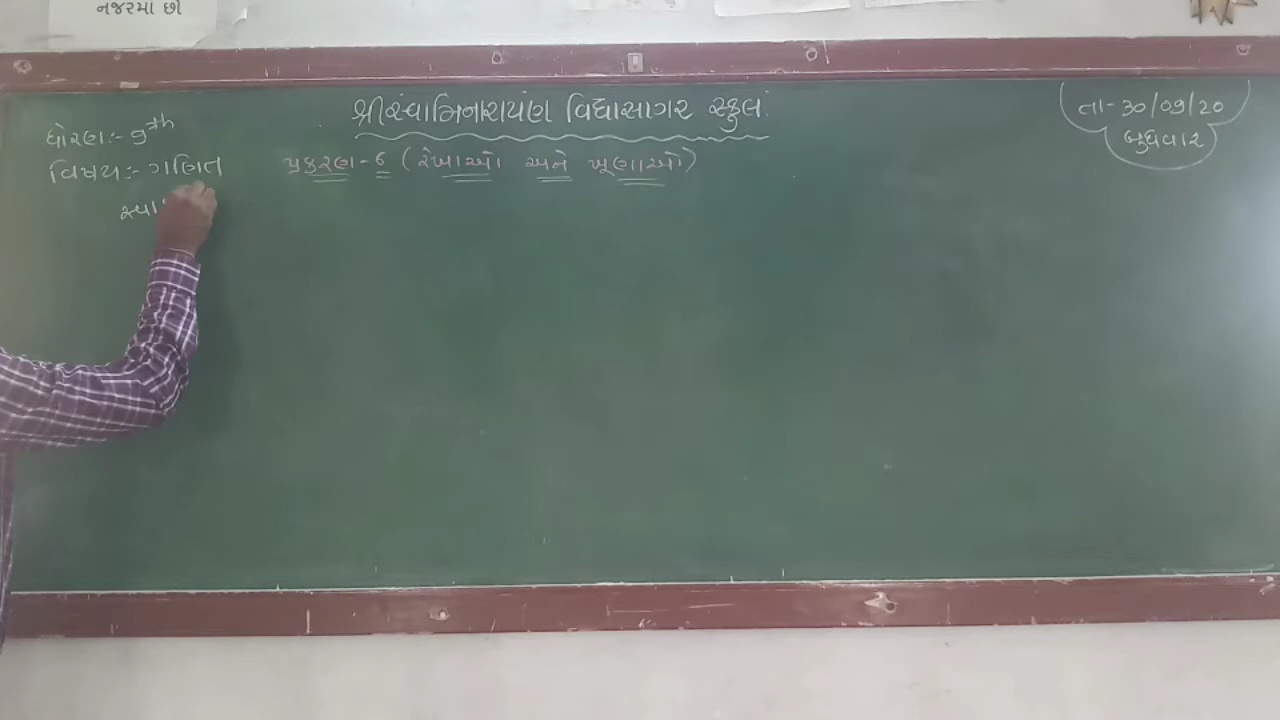 નજરમા છો
શ્રી સ્વામિનારાયણ વિદ્યાસાગર સ્કુલ
તા-30/09/20
બુધવાર
ધોરણ:- 9th
વિષય:- ગણિત
પ્રકરણ-6 (રેખાઓ અને ખૂણાઓ)